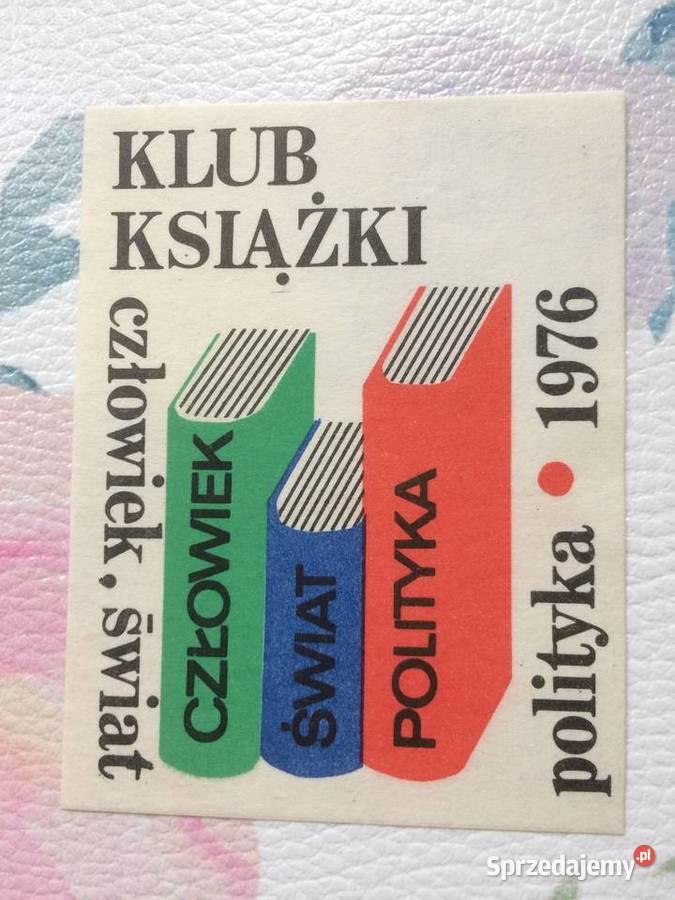 KLUB
KSIĄŻKI
człowiek, świat
polityka • 1976
CZŁOWIEK
ŚWIAT
POLITYKA
Sprzedajemy.pl